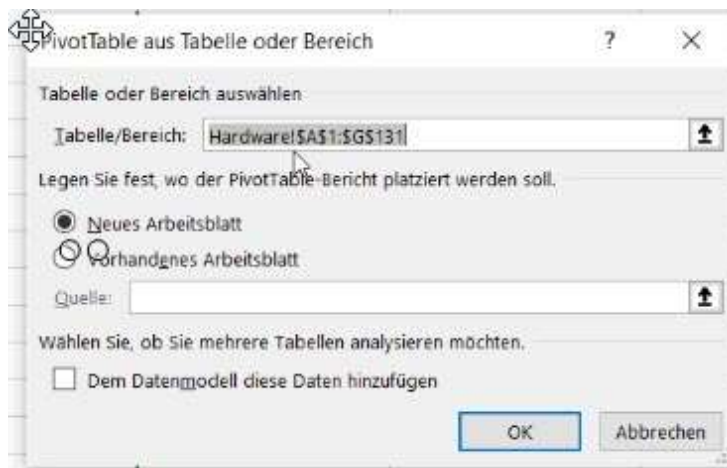 PivotTable aus Tabelle oder Bereich ?
Tabelle oder Bereich auswählen
Tabelle/Bereich: Hardware!$A$1:$G$131
Legen Sie fest, wo der PivotTable-Bericht platziert werden soll.
Neues Arbeitsblatt
Vorhandenes Arbeitsblatt
Quelle:
Wählen Sie, ob Sie mehrere Tabellen analysieren möchten.
Dem Datenmodell diese Daten hinzufügen
OK Abbrechen